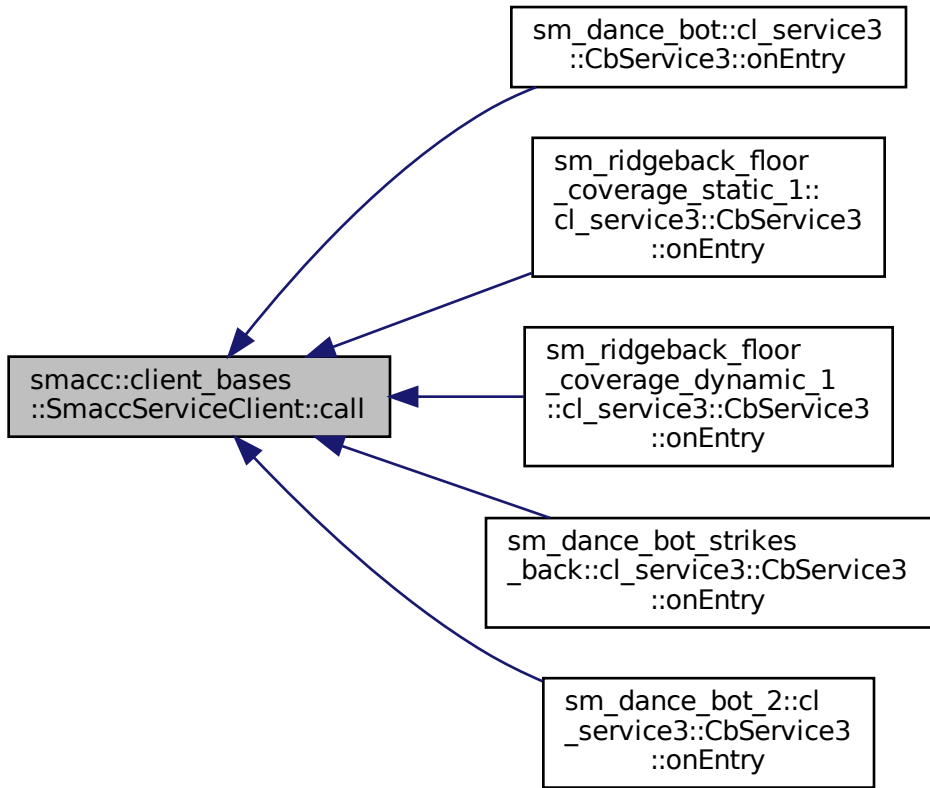 sm_dance_bot::cl_service3
::CbService3::onEntry
sm_ridgeback_floor
_coverage_static_1::
cl_service3::CbService3
::onEntry
smacc::client_bases
::SmaccServiceClient::call
sm_ridgeback_floor
_coverage_dynamic_1
::cl_service3::CbService3
::onEntry
sm_dance_bot_strikes
_back::cl_service3::CbService3
::onEntry
sm_dance_bot_2::cl
_service3::CbService3
::onEntry